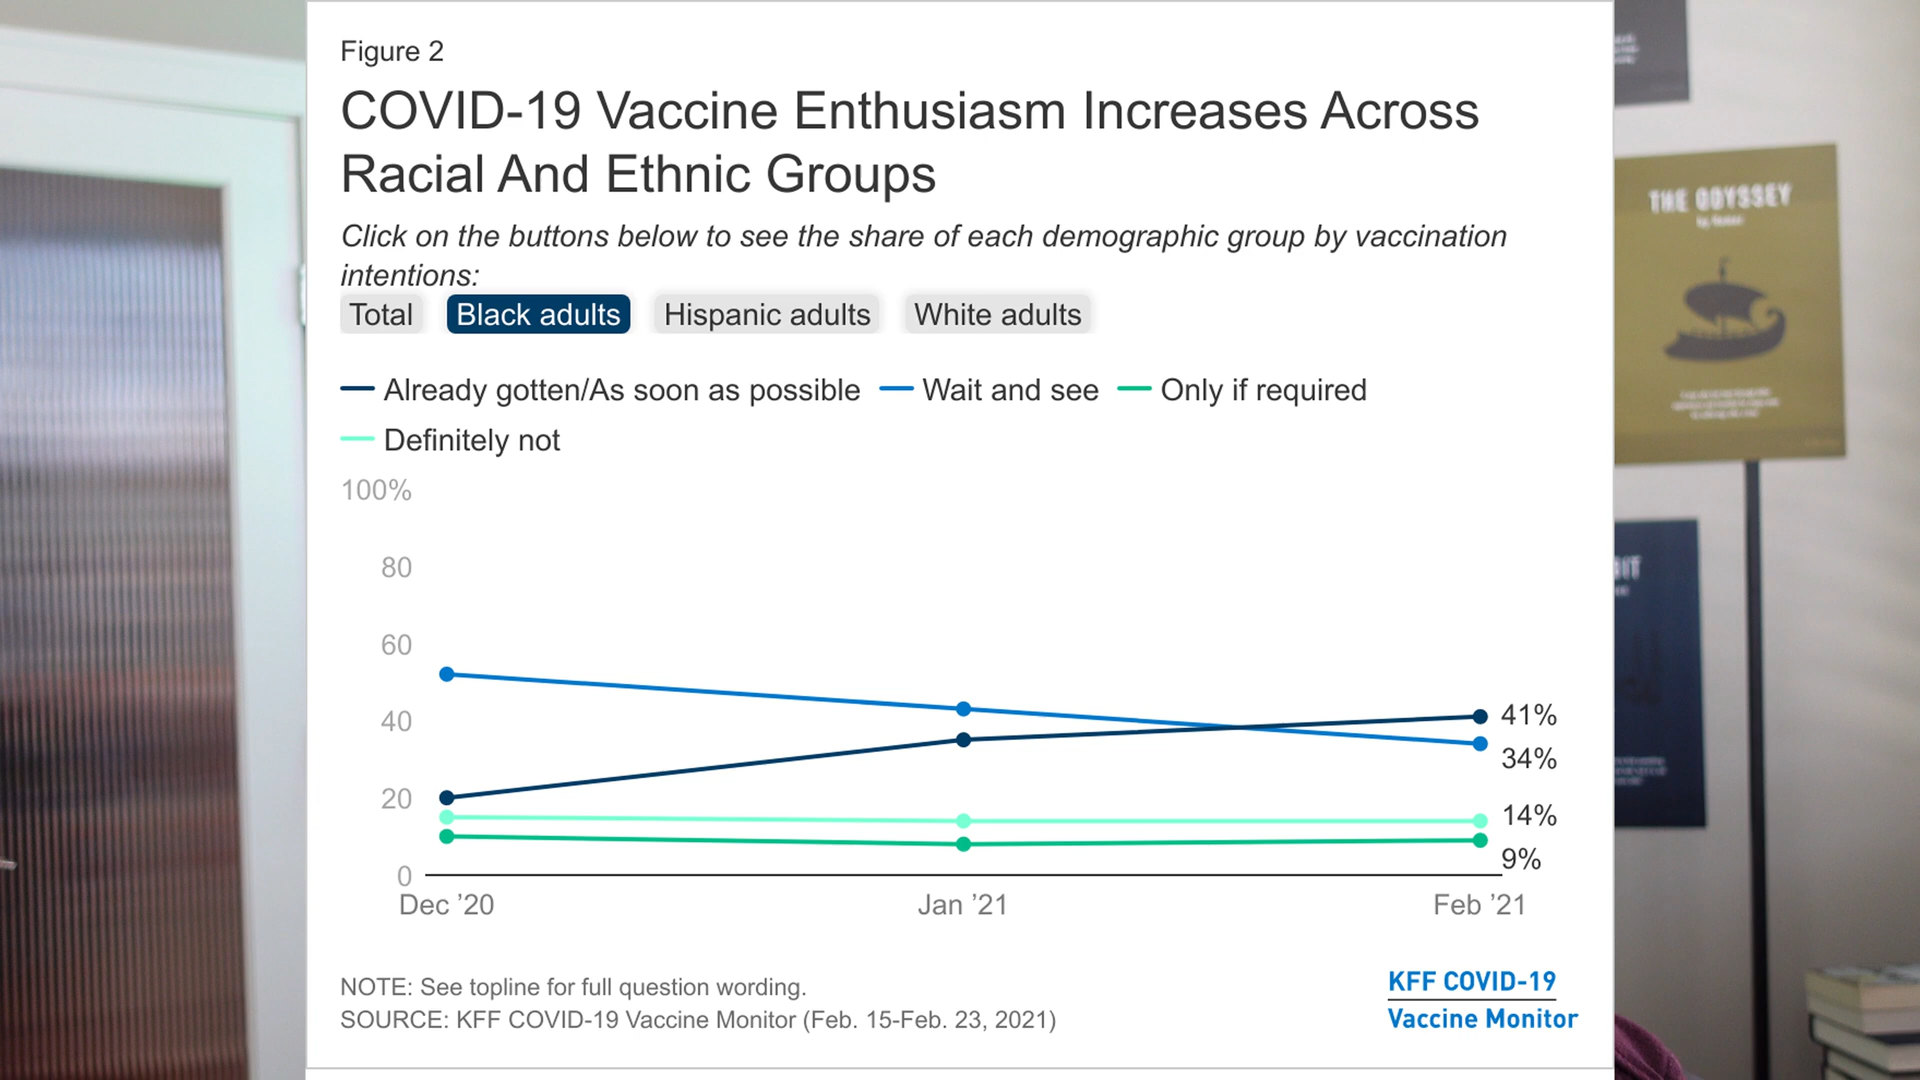 Figure 2
COVID-19 Vaccine Enthusiasm Increases Across
Racial And Ethnic Groups
Click on the buttons below to see the share of each demographic group by vaccination
intentions:
Total Black adults Hispanic adults White adults
Already gotten/As soon as possible Wait and see Only if required
Definitely not
100%
80
60
40
20
0
41%
34%
14%
9%
Dec ’20 Jan ’21 Feb ’21
NOTE: See topline for full question wording.
SOURCE: KFF COVID-19 Vaccine Monitor (Feb. 15-Feb. 23, 2021)
KFF COVID-19
Vaccine Monitor
THE ODYSSEY